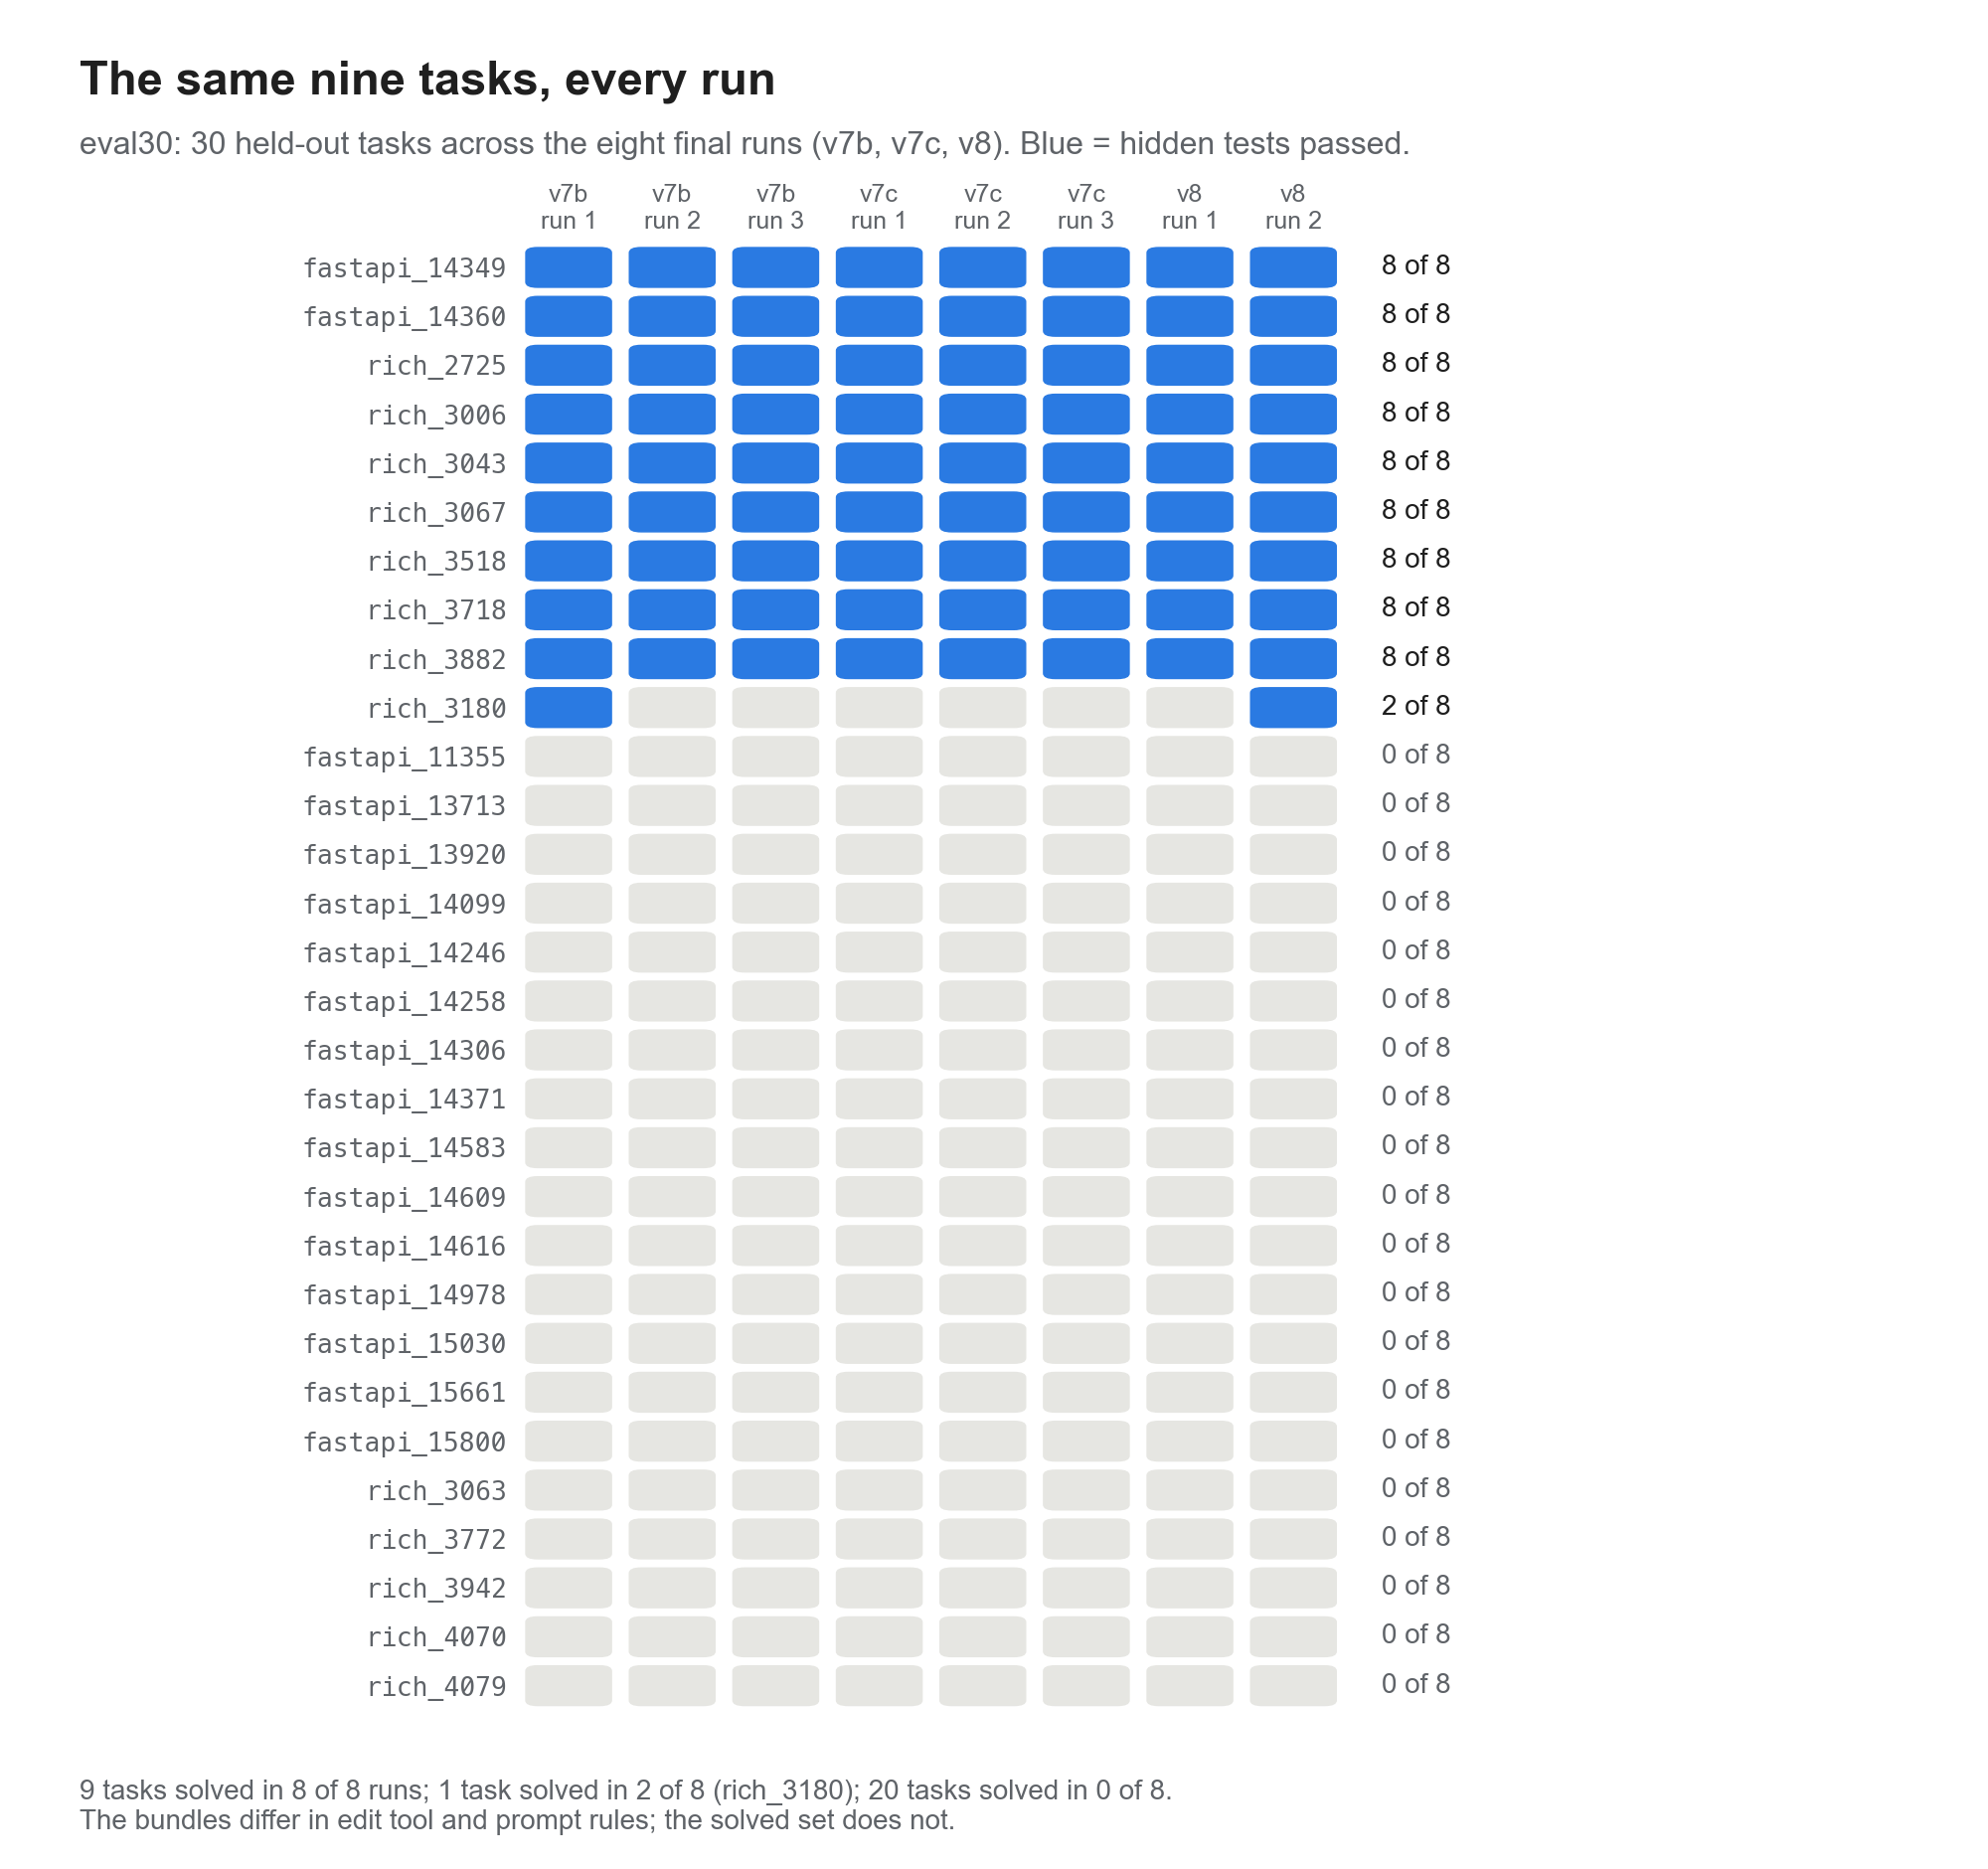 The same nine tasks, every run
eval30: 30 held-out tasks across the eight final runs (v7b, v7c, v8). Blue = hidden tests passed.
v7b v7b v7b v7c v7c v7c v8 v8
run 1 run 2 run 3 run 1 run 2 run 3 run 1 run 2
fastapi_14349 8 of 8
fastapi_14360 8 of 8
rich_2725 8 of 8
rich_3006 8 of 8
rich_3043 8 of 8
rich_3067 8 of 8
rich_3518 8 of 8
rich_3718 8 of 8
rich_3882 8 of 8
rich_3180 2 of 8
fastapi_11355 0 of 8
fastapi_13713 0 of 8
fastapi_13920 0 of 8
fastapi_14099 0 of 8
fastapi_14246 0 of 8
fastapi_14258 0 of 8
fastapi_14306 0 of 8
fastapi_14371 0 of 8
fastapi_14583 0 of 8
fastapi_14609 0 of 8
fastapi_14616 0 of 8
fastapi_14978 0 of 8
fastapi_15030 0 of 8
fastapi_15661 0 of 8
fastapi_15800 0 of 8
rich_3063 0 of 8
rich_3772 0 of 8
rich_3942 0 of 8
rich_4070 0 of 8
rich_4079 0 of 8
9 tasks solved in 8 of 8 runs; 1 task solved in 2 of 8 (rich_3180); 20 tasks solved in 0 of 8.
The bundles differ in edit tool and prompt rules; the solved set does not.